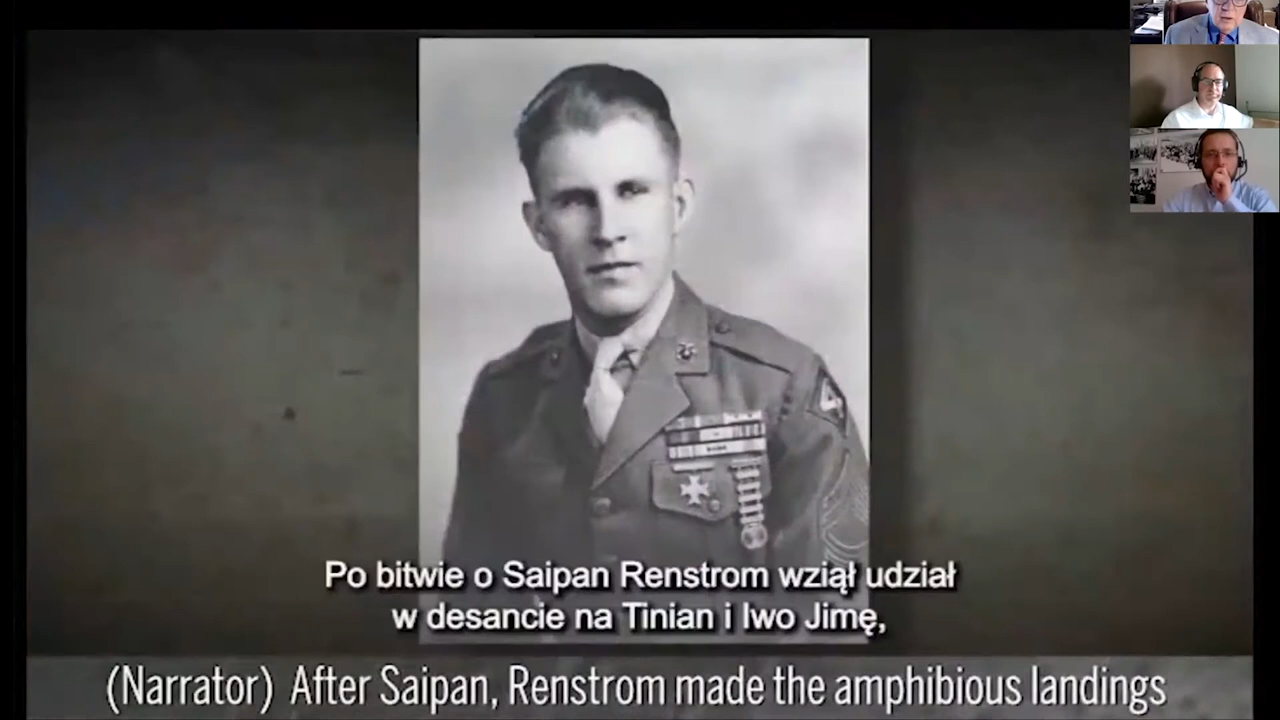 4
Po bitwie o Saipan Renstrom wziął udział
w desancie na Tinian i Iwo Jimę,
(Narrator) After Saipan, Renstrom made the amphibious landings